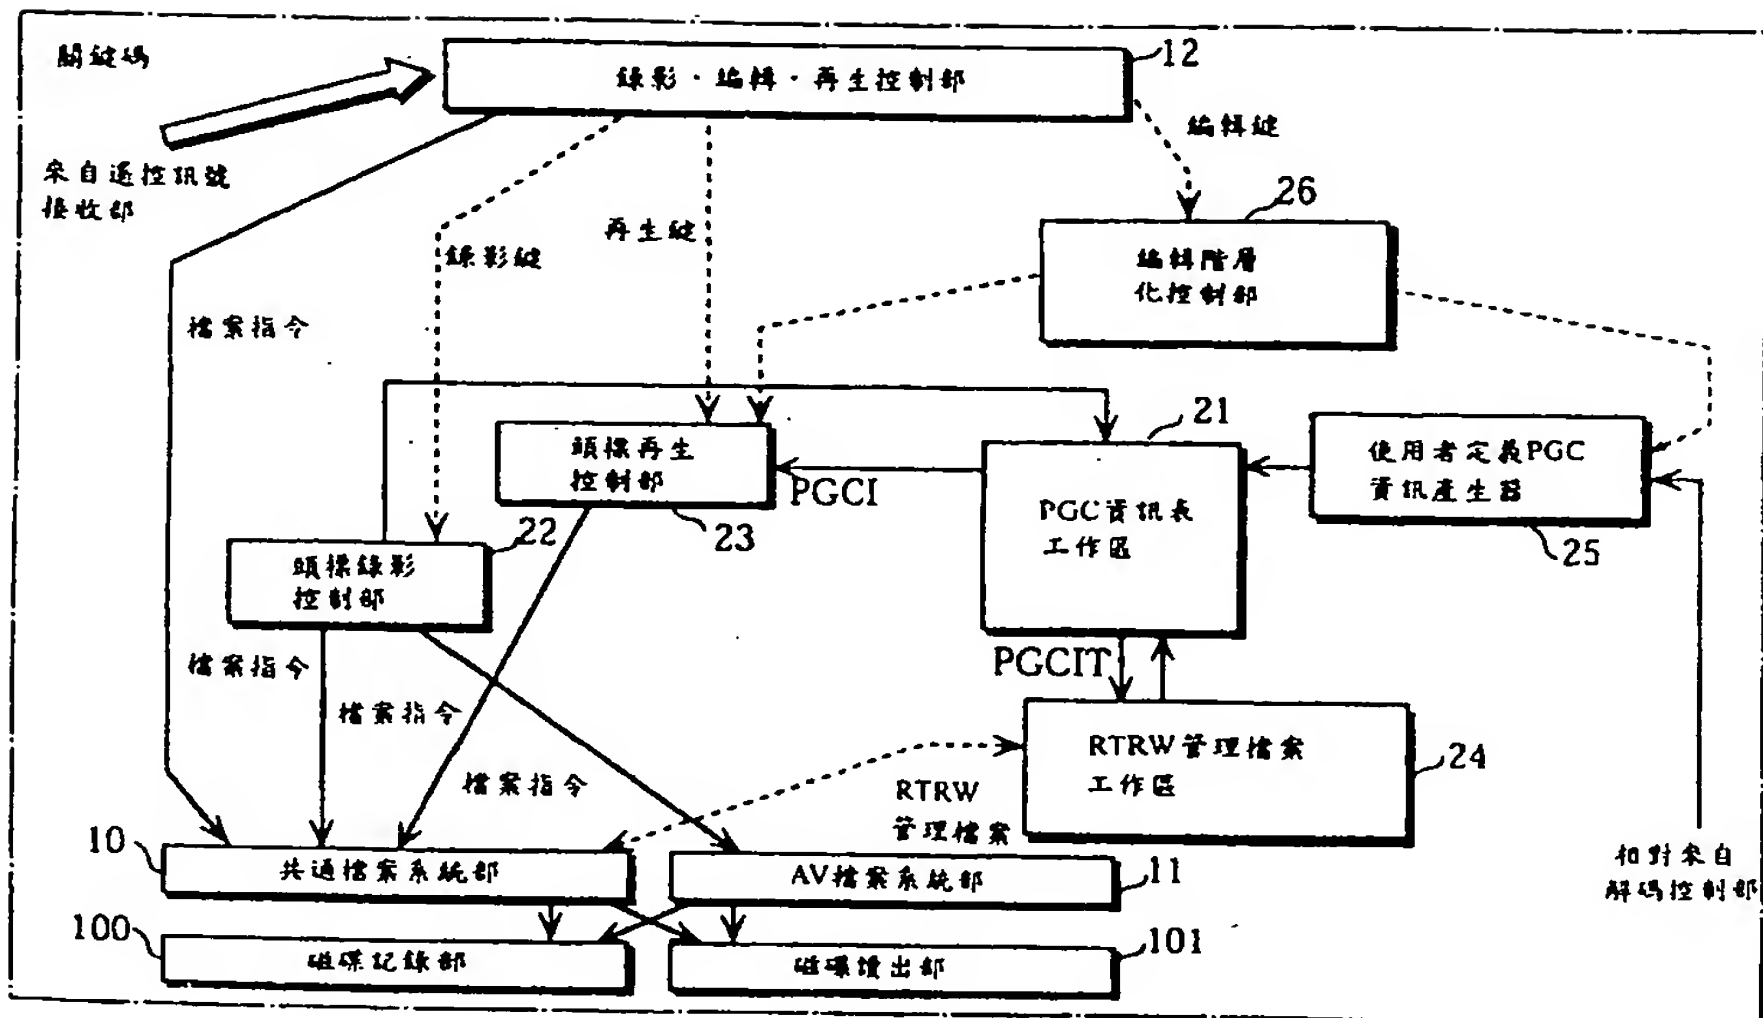 關鍵碼
12
錄影·編輯·再生控制部
編輯鍵
來自遙控訊號
接收部
26
再生鍵
錄影鍵
編輯階層
化控制部
檔案指令
21
頭標再生
控制部
PGCI
使用者定義PGC
資訊產生器
PGC資訊表
工作區
22
23
25
頭標錄影
控制部
檔案指令
PGCIT
檔案指令
RTRW管理檔案
工作區
24
檔案指令
RTRW
管理檔案
10
共通檔案系統部
AV檔案系統部
11
相對來自
解碼控制部
100
磁碟記錄部
磁碟讀出部
101